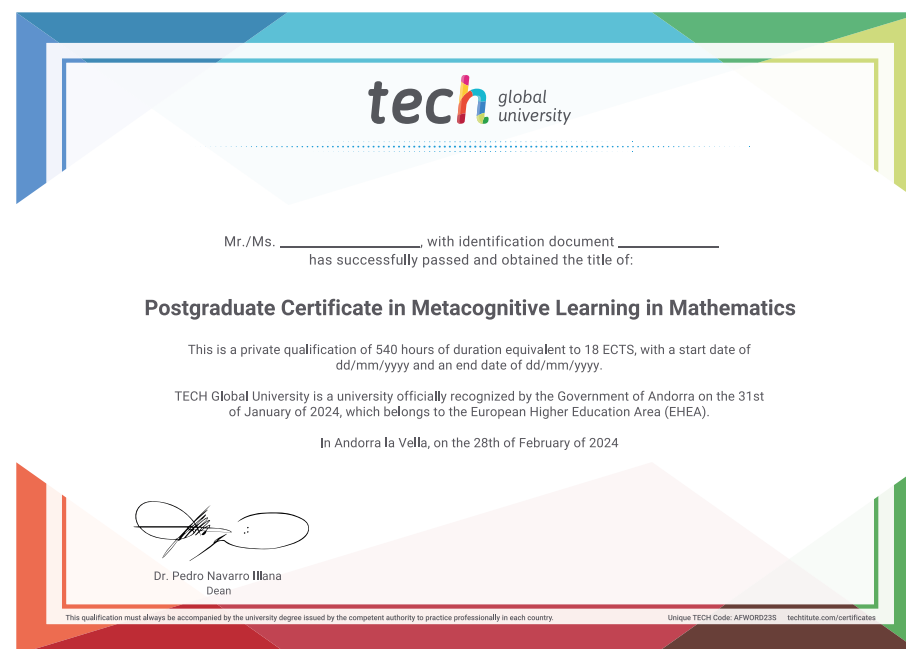 tech global university
Mr./Ms. ____________________, with identification document ______________
has successfully passed and obtained the title of:
Postgraduate Certificate in Metacognitive Learning in Mathematics
This is a private qualification of 540 hours of duration equivalent to 18 ECTS, with a start date of
dd/mm/yyyy and an end date of dd/mm/yyyy.
TECH Global University is a university officially recognized by the Government of Andorra on the 31st
of January of 2024, which belongs to the European Higher Education Area (EHEA).
In Andorra la Vella, on the 28th of February of 2024
Dr. Pedro Navarro Illana
Dean
This qualification must always be accompanied by the university degree issued by the competent authority to practice professionally in each country.
Unique TECH Code: AFWORD23S techtitute.com/certificates